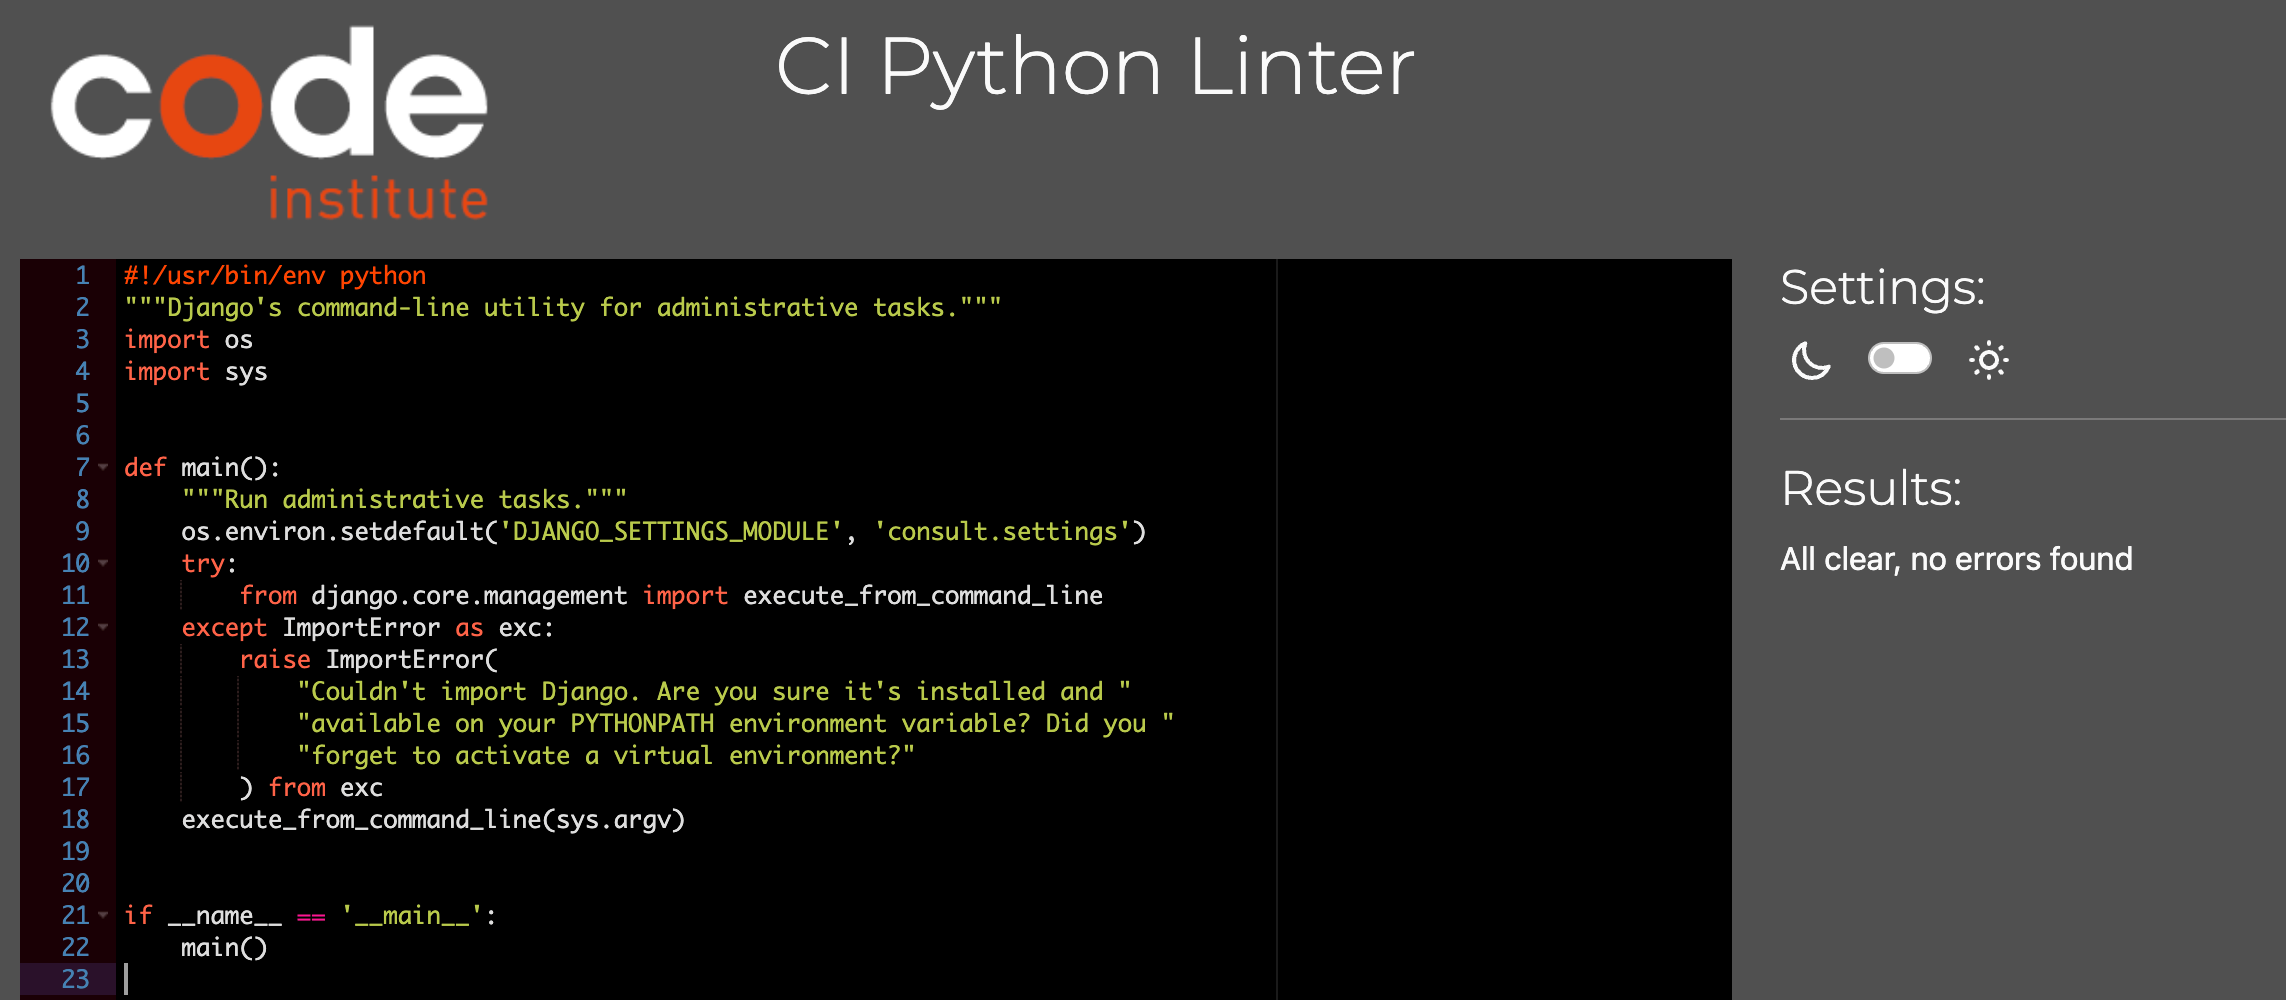 code
institute
CI Python Linter
1 #!/usr/bin/env python
2 """Django's command-line utility for administrative tasks."""
3 import os
4 import sys
5
6
7 def main():
8     """Run administrative tasks."""
9     os.environ.setdefault('DJANGO_SETTINGS_MODULE', 'consult.settings')
10     try:
11         from django.core.management import execute_from_command_line
12     except ImportError as exc:
13         raise ImportError(
14             "Couldn't import Django. Are you sure it's installed and "
15             "available on your PYTHONPATH environment variable? Did you "
16             "forget to activate a virtual environment?"
17         ) from exc
18     execute_from_command_line(sys.argv)
19
20
21 if __name__ == '__main__':
22     main()
23
Settings:
Results:
All clear, no errors found